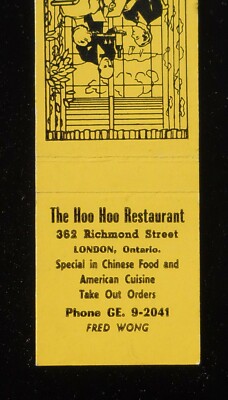 The Hoo Hoo Restaurant
362 Richmond Street
LONDON, Ontario.
Special in Chinese Food and
American Cuisine
Take Out Orders
Phone GE. 9-2041
FRED WONG